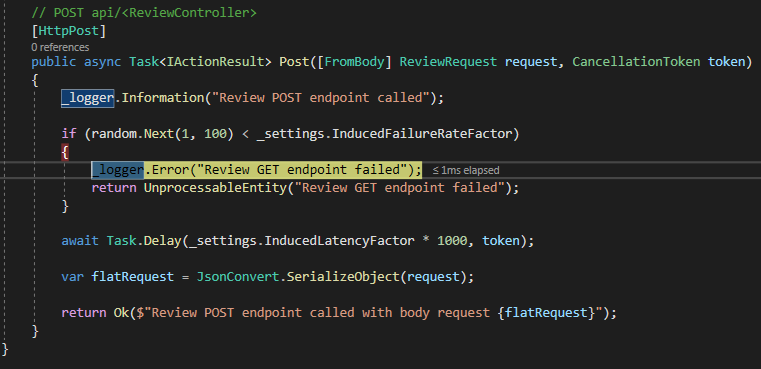 // POST api/<ReviewController>
[HttpPost]
0 references
public async Task<IActionResult> Post([FromBody] ReviewRequest request, CancellationToken token)
{
_logger.Information("Review POST endpoint called");
if (random.Next(1, 100) < _settings.InducedFailureRateFactor)
{
_logger.Error("Review GET endpoint failed"); ≤ 1ms elapsed
return UnprocessableEntity("Review GET endpoint failed");
}
await Task.Delay(_settings.InducedLatencyFactor * 1000, token);
var flatRequest = JsonConvert.SerializeObject(request);
return Ok($"Review POST endpoint called with body request {flatRequest}");
}
}